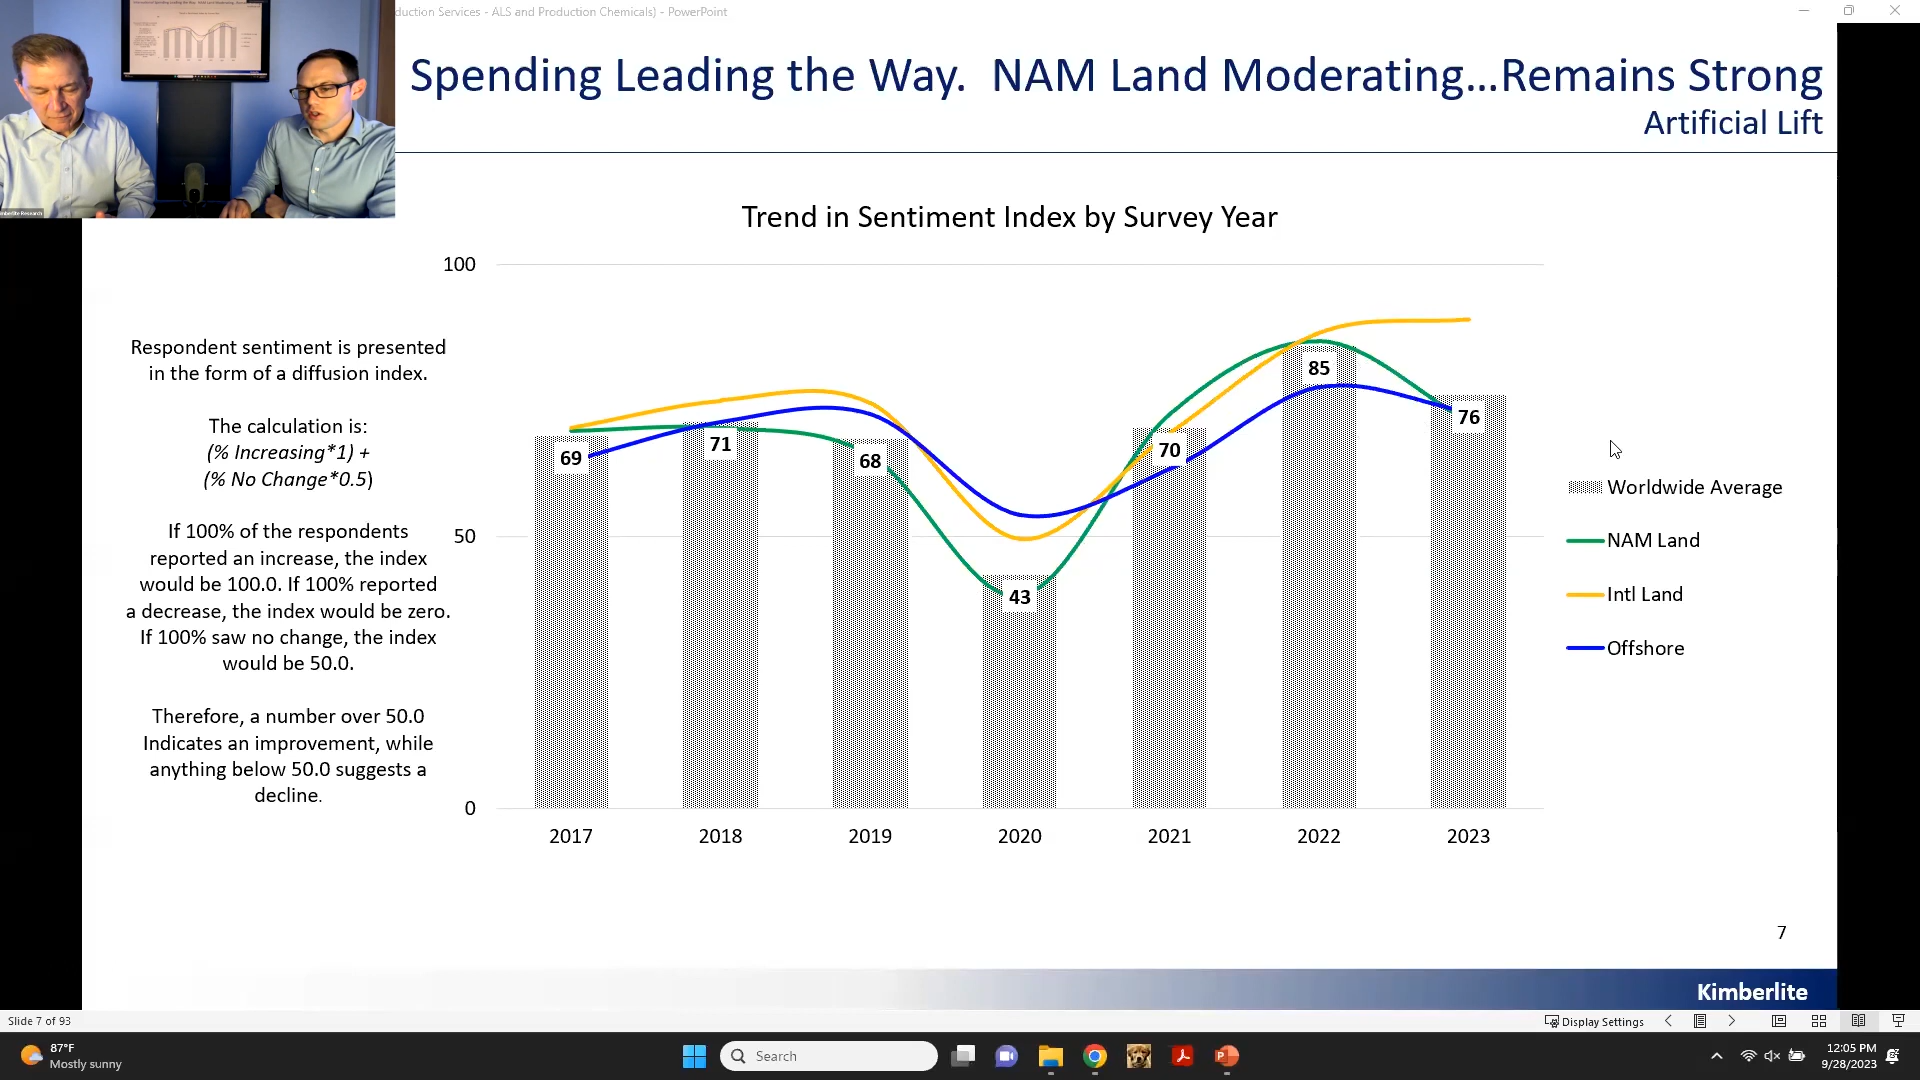 duction Services - ALS and Production Chemicals) - PowerPoint
Spending Leading the Way. NAM Land Moderating...Remains Strong
Artificial Lift
Trend in Sentiment Index by Survey Year
Respondent sentiment is presented
in the form of a diffusion index.
The calculation is:
(% Increasing*1) +
(% No Change*0.5)
If 100% of the respondents
reported an increase, the index
would be 100.0. If 100% reported
a decrease, the index would be zero.
If 100% saw no change, the index
would be 50.0.
Therefore, a number over 50.0
Indicates an improvement, while
anything below 50.0 suggests a
decline.
100
50
0
69
71
68
43
70
85
76
2017
2018
2019
2020
2021
2022
2023
Worldwide Average
NAM Land
Intl Land
Offshore
7
Kimberlite
Slide 7 of 93
Display Settings
87°F
Mostly sunny
Search
12:05 PM
9/28/2023